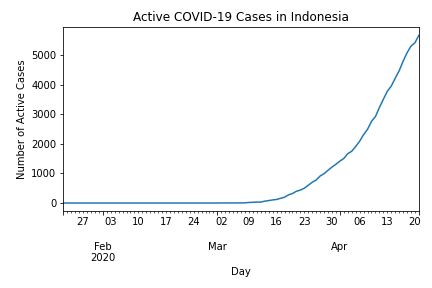 Active COVID-19 Cases in Indonesia
Number of Active Cases
5000
4000
3000
2000
1000
0
27 03 10 17 24 02 09 16 23 30 06 13 20
Feb Mar Apr
2020
Day